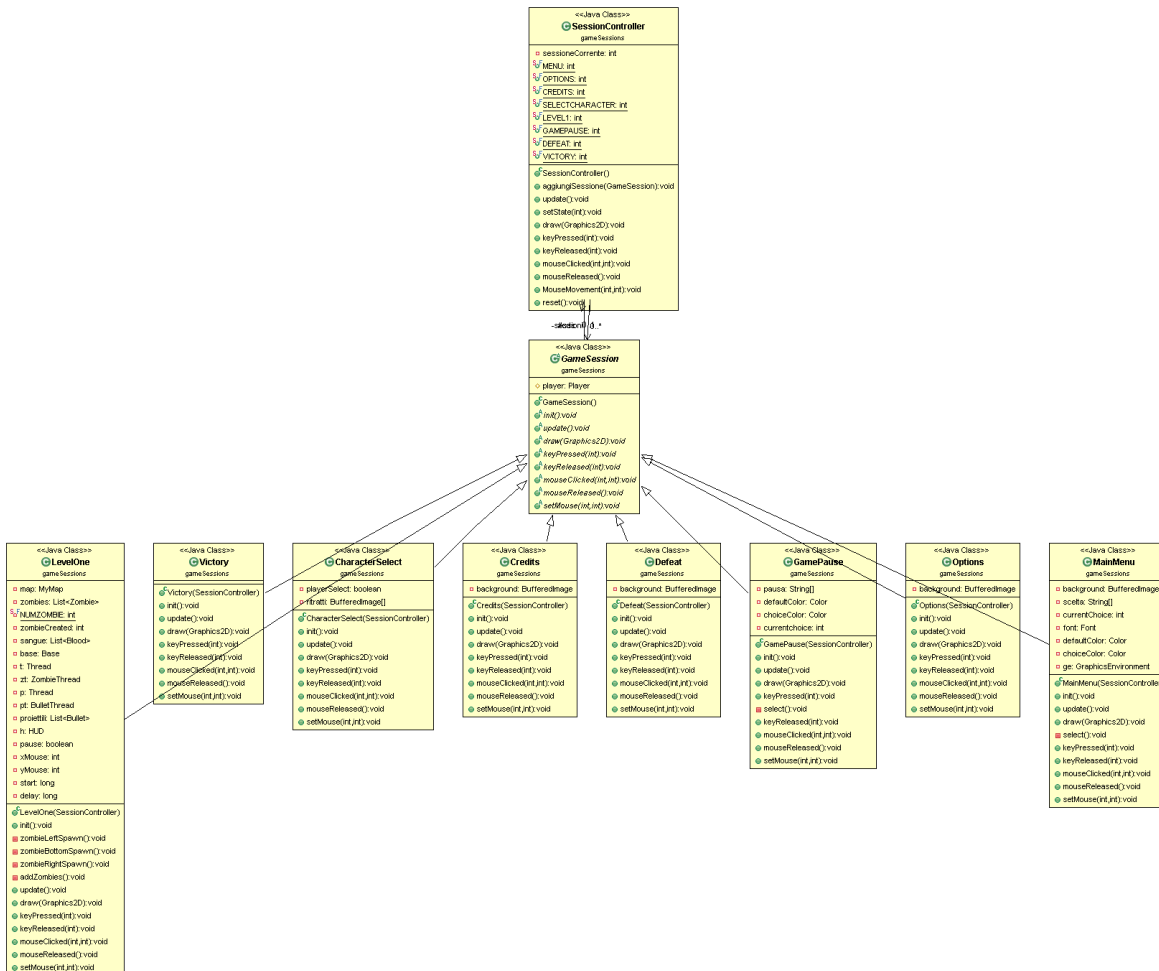 <<Java Class>>
SessionController
gameSessions
sessioneCorrente: int
MENU: int
OPTIONS: int
CREDITS: int
SELECTCHARACTER: int
LEVEL1: int
GAMEPAUSE: int
DEFEAT: int
VICTORY: int
SessionController()
aggiungiSessione(GameSession):void
update():void
setState(int):void
draw(Graphics2D):void
keyPressed(int):void
keyReleased(int):void
mouseClicked(int,int):void
mouseReleased():void
MouseMovement(int,int):void
reset():void
0..*
<<Java Class>>
GameSession
gameSessions
player: Player
GameSession()
init():void
update():void
draw(Graphics2D):void
keyPressed(int):void
keyReleased(int):void
mouseClicked(int,int):void
mouseReleased():void
setMouse(int,int):void
<<Java Class>>
LevelOne
gameSessions
map: MyMap
zombies: List<Zombie>
NUMZOMBIE: int
zombieCreated: int
sangue: List<Blood>
base: Base
t: Thread
zt: ZombieThread
p: Thread
pt: BulletThread
proiettili: List<Bullet>
h: HUD
pause: boolean
xMouse: int
yMouse: int
start: long
delay: long
LevelOne(SessionController)
init():void
zombieLeftSpawn():void
zombieBottomSpawn():void
zombieRightSpawn():void
addZombies():void
update():void
draw(Graphics2D):void
keyPressed(int):void
keyReleased(int):void
mouseClicked(int,int):void
mouseReleased():void
setMouse(int,int):void
<<Java Class>>
Victory
gameSessions
Victory(SessionController)
init():void
update():void
draw(Graphics2D):void
keyPressed(int):void
keyReleased(int):void
mouseClicked(int,int):void
mouseReleased():void
setMouse(int,int):void
<<Java Class>>
CharacterSelect
gameSessions
playerSelect: boolean
ritratti: BufferedImage[]
CharacterSelect(SessionController)
init():void
update():void
draw(Graphics2D):void
keyPressed(int):void
keyReleased(int):void
mouseClicked(int,int):void
mouseReleased():void
setMouse(int,int):void
<<Java Class>>
Credits
gameSessions
background: BufferedImage
Credits(SessionController)
init():void
update():void
draw(Graphics2D):void
keyPressed(int):void
keyReleased(int):void
mouseClicked(int,int):void
mouseReleased():void
setMouse(int,int):void
<<Java Class>>
Defeat
gameSessions
background: BufferedImage
Defeat(SessionController)
init():void
update():void
draw(Graphics2D):void
keyPressed(int):void
keyReleased(int):void
mouseClicked(int,int):void
mouseReleased():void
setMouse(int,int):void
<<Java Class>>
GamePause
gameSessions
pausa: String[]
defaultColor: Color
choiceColor: Color
currentchoice: int
GamePause(SessionController)
init():void
update():void
draw(Graphics2D):void
keyPressed(int):void
select():void
keyReleased(int):void
mouseClicked(int,int):void
mouseReleased():void
setMouse(int,int):void
<<Java Class>>
Options
gameSessions
background: BufferedImage
Options(SessionController)
init():void
update():void
draw(Graphics2D):void
keyPressed(int):void
keyReleased(int):void
mouseClicked(int,int):void
mouseReleased():void
setMouse(int,int):void
<<Java Class>>
MainMenu
gameSessions
background: BufferedImage
scelta: String[]
currentChoice: int
font: Font
defaultColor: Color
choiceColor: Color
ge: GraphicsEnvironment
MainMenu(SessionController
init():void
update():void
draw(Graphics2D):void
select():void
keyPressed(int):void
keyReleased(int):void
mouseClicked(int,int):void
mouseReleased():void
setMouse(int,int):void